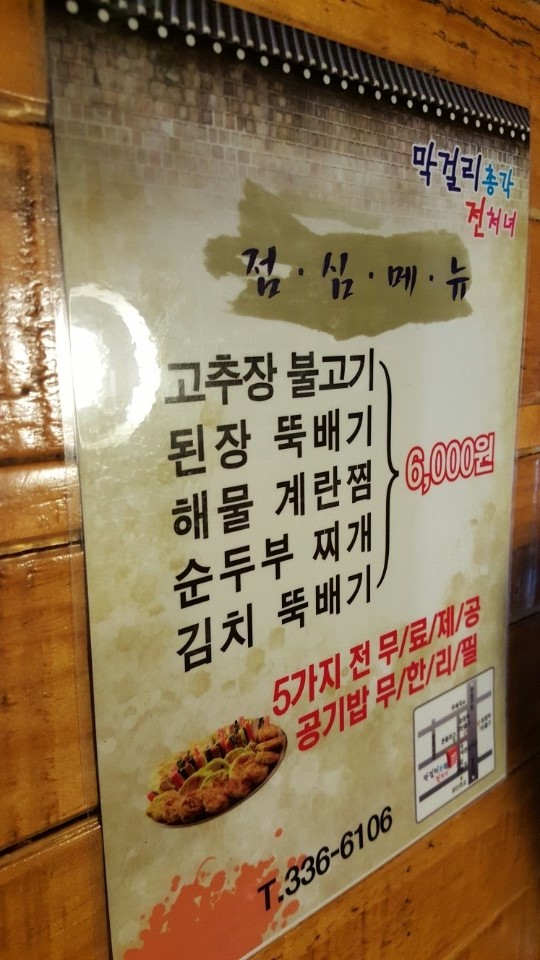 막걸리총각
전처녀
점·심·메·뉴
고추장 불고기
된장 뚝배기
해물 계란찜
순두부 찌개
김치 뚝배기
6,000원
5가지 전 무/료/제/공
공기밥 무/한/리/필
T.336-6106